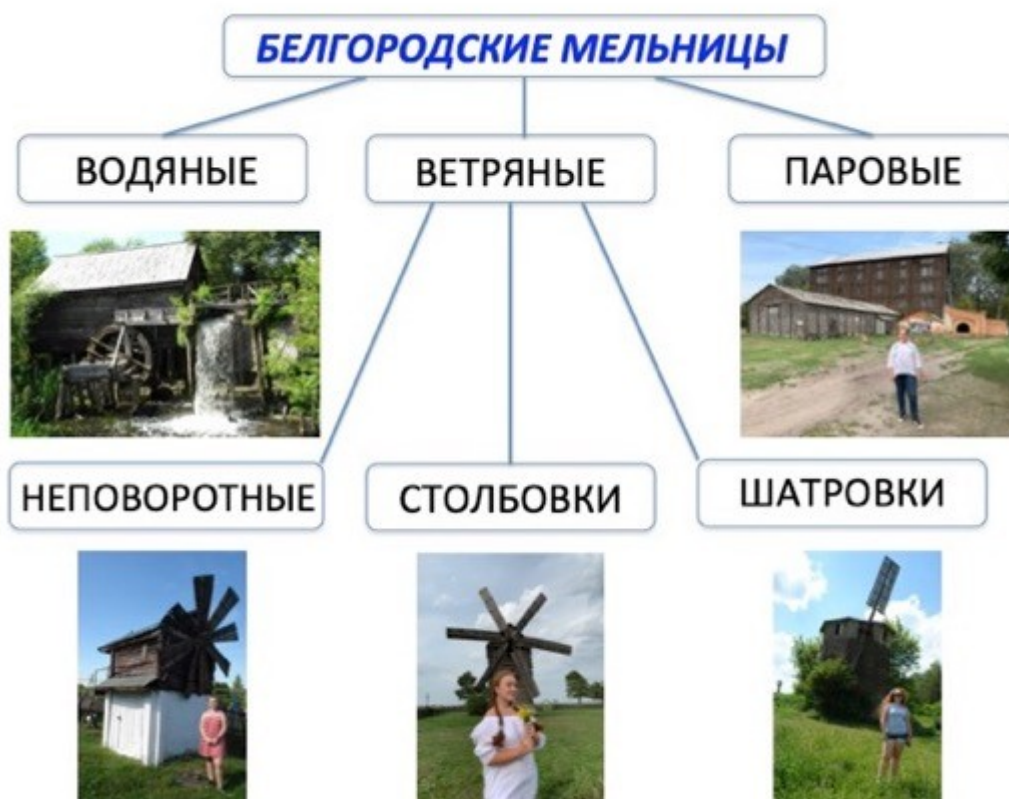 БЕЛГОРОДСКИЕ МЕЛЬНИЦЫ
ВОДЯНЫЕ
ВЕТРЯНЫЕ
ПАРОВЫЕ
НЕПОВОРОТНЫЕ
СТОЛБОВКИ
ШАТРОВКИ